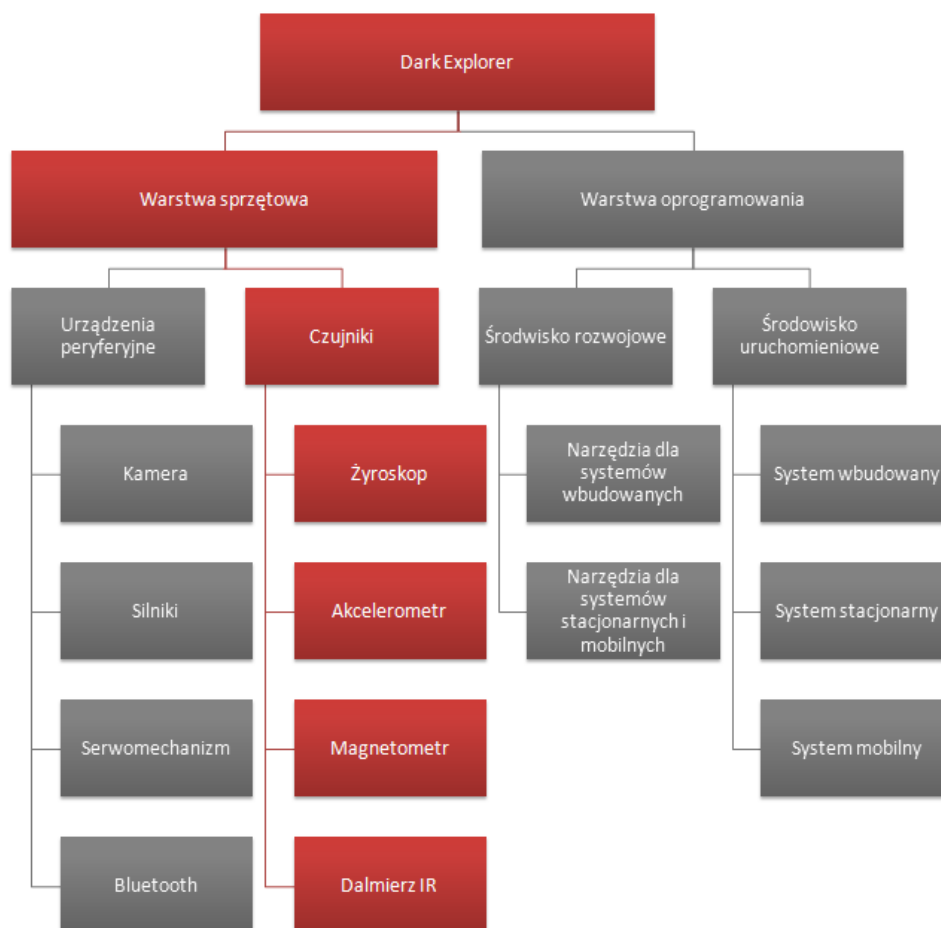 Dark Explorer
Warstwa sprzętowa
Warstwa oprogramowania
Urządzenia
peryferyjne
Czujniki
Środwisko rozwojowe
Środowisko
uruchomieniowe
Kamera
Silniki
Serwomechanizm
Bluetooth
Żyroskop
Akcelerometr
Magnetometr
Dalmierz IR
Narzędzia dla
systemów
wbudowanych
Narzędzia dla
systemów
stacjonarnych i
mobilnych
System wbudowany
System stacjonarny
System mobilny